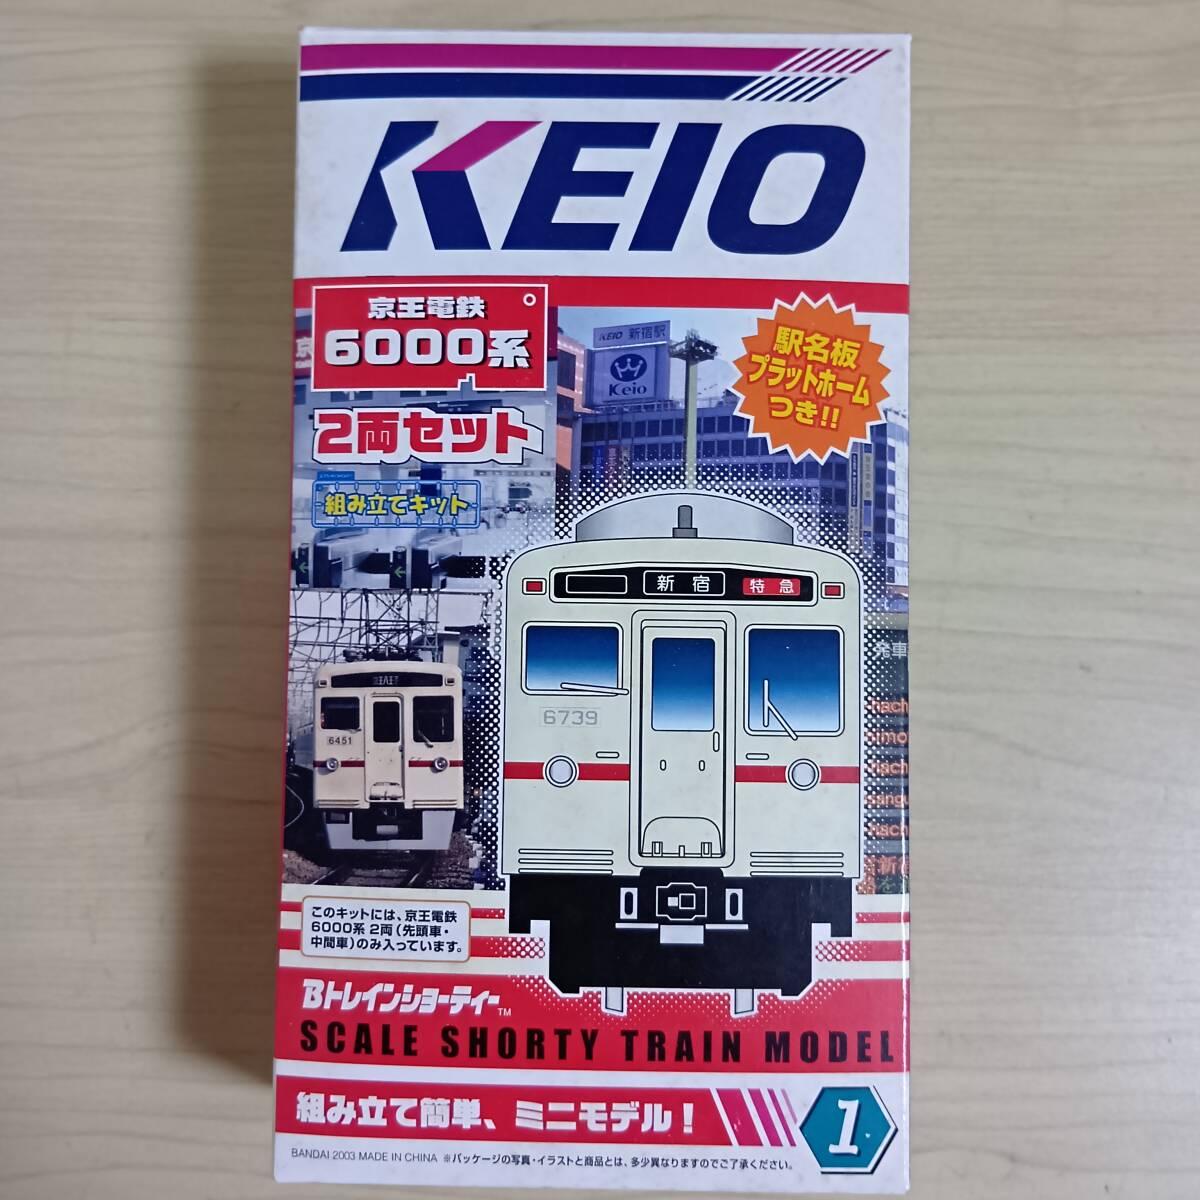 KEIO
京王電鉄
6000系
2両セット
組み立てキット
KEIO 新宿駅
Keio
駅名板
プラットホーム
つき!!
新宿
特急
6739
6451
発車
このキットには、京王電鉄
6000系 2両(先頭車・
中間車)のみ入っています。
Bトレインショーティー™
SCALE SHORTY TRAIN MODEL
組み立て簡単、ミニモデル!
1
BANDAI 2003 MADE IN CHINA ※パッケージの写真・イラストと商品とは、多少異なりますのでご了承ください。